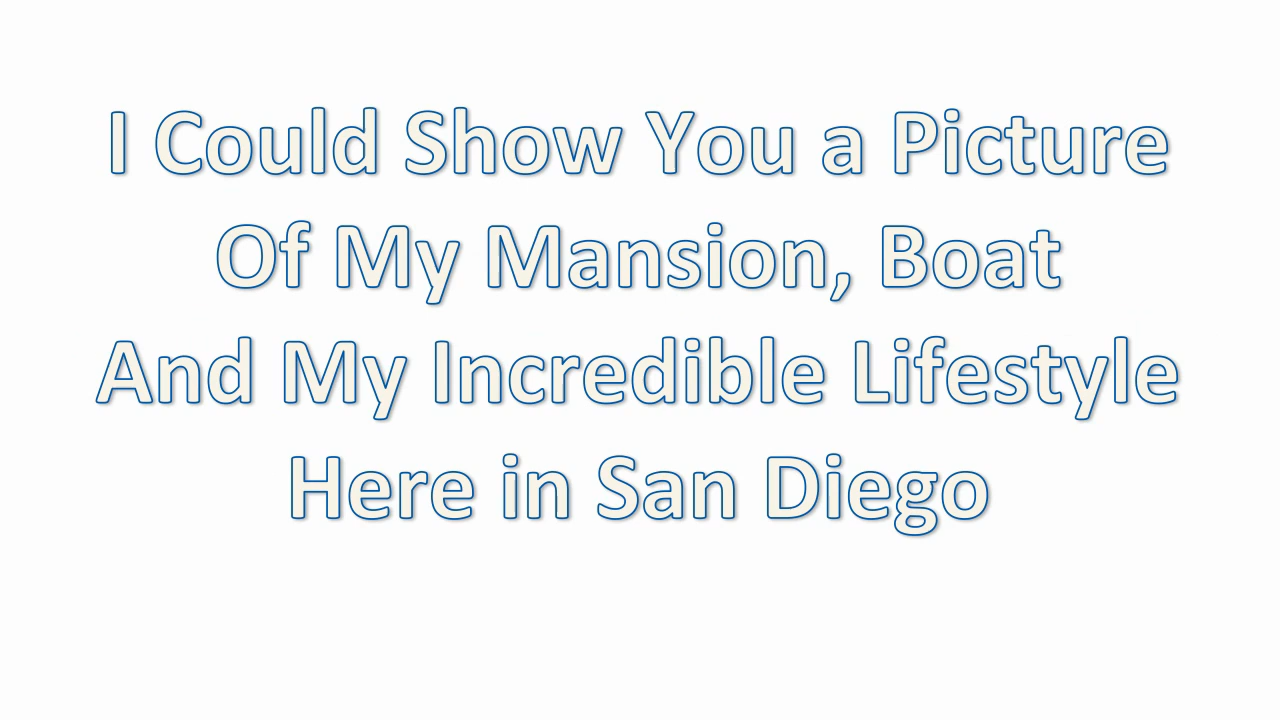 I Could Show You a Picture
Of My Mansion, Boat
And My Incredible Lifestyle
Here in San Diego